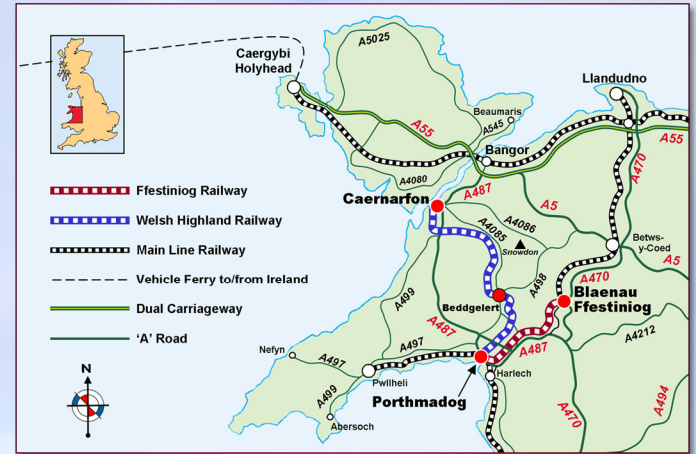 A5025
Caergybi
Holyhead
Llandudno
Beaumaris
A545
A55
A55
Bangor
A470
A4080
A487
Caernarfon
A5
Ffestiniog Railway
Welsh Highland Railway
Main Line Railway
Vehicle Ferry to/from Ireland
Dual Carriageway
'A' Road
A4085
A4086
Snowdon
Betws-
y-Coed
A5
A498
A470
A499
Beddgelert
Blaenau
Ffestiniog
A487
A4212
Nefyn
A497
A497
A487
Pwllheli
Harlech
N
A499
Porthmadog
A470
A494
Abersoch